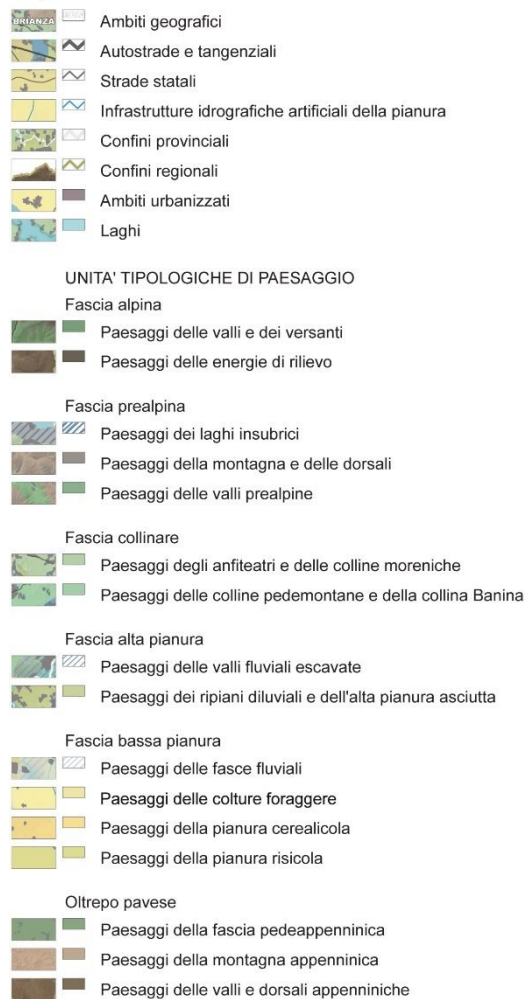 BRIANZA
Ambiti geografici
Autostrade e tangenziali
Strade statali
Infrastrutture idrografiche artificiali della pianura
Confini provinciali
Confini regionali
Ambiti urbanizzati
Laghi
UNITA' TIPOLOGICHE DI PAESAGGIO
Fascia alpina
Paesaggi delle valli e dei versanti
Paesaggi delle energie di rilievo
Fascia prealpina
Paesaggi dei laghi insubrici
Paesaggi della montagna e delle dorsali
Paesaggi delle valli prealpine
Fascia collinare
Paesaggi degli anfiteatri e delle colline moreniche
Paesaggi delle colline pedemontane e della collina Banina
Fascia alta pianura
Paesaggi delle valli fluviali escavate
Paesaggi dei ripiani diluviali e dell'alta pianura asciutta
Fascia bassa pianura
Paesaggi delle fasce fluviali
Paesaggi delle colture foraggere
Paesaggi della pianura cerealicola
Paesaggi della pianura risicola
Oltrepo pavese
Paesaggi della fascia pedeappenninica
Paesaggi della montagna appenninica
Paesaggi delle valli e dorsali appenniniche